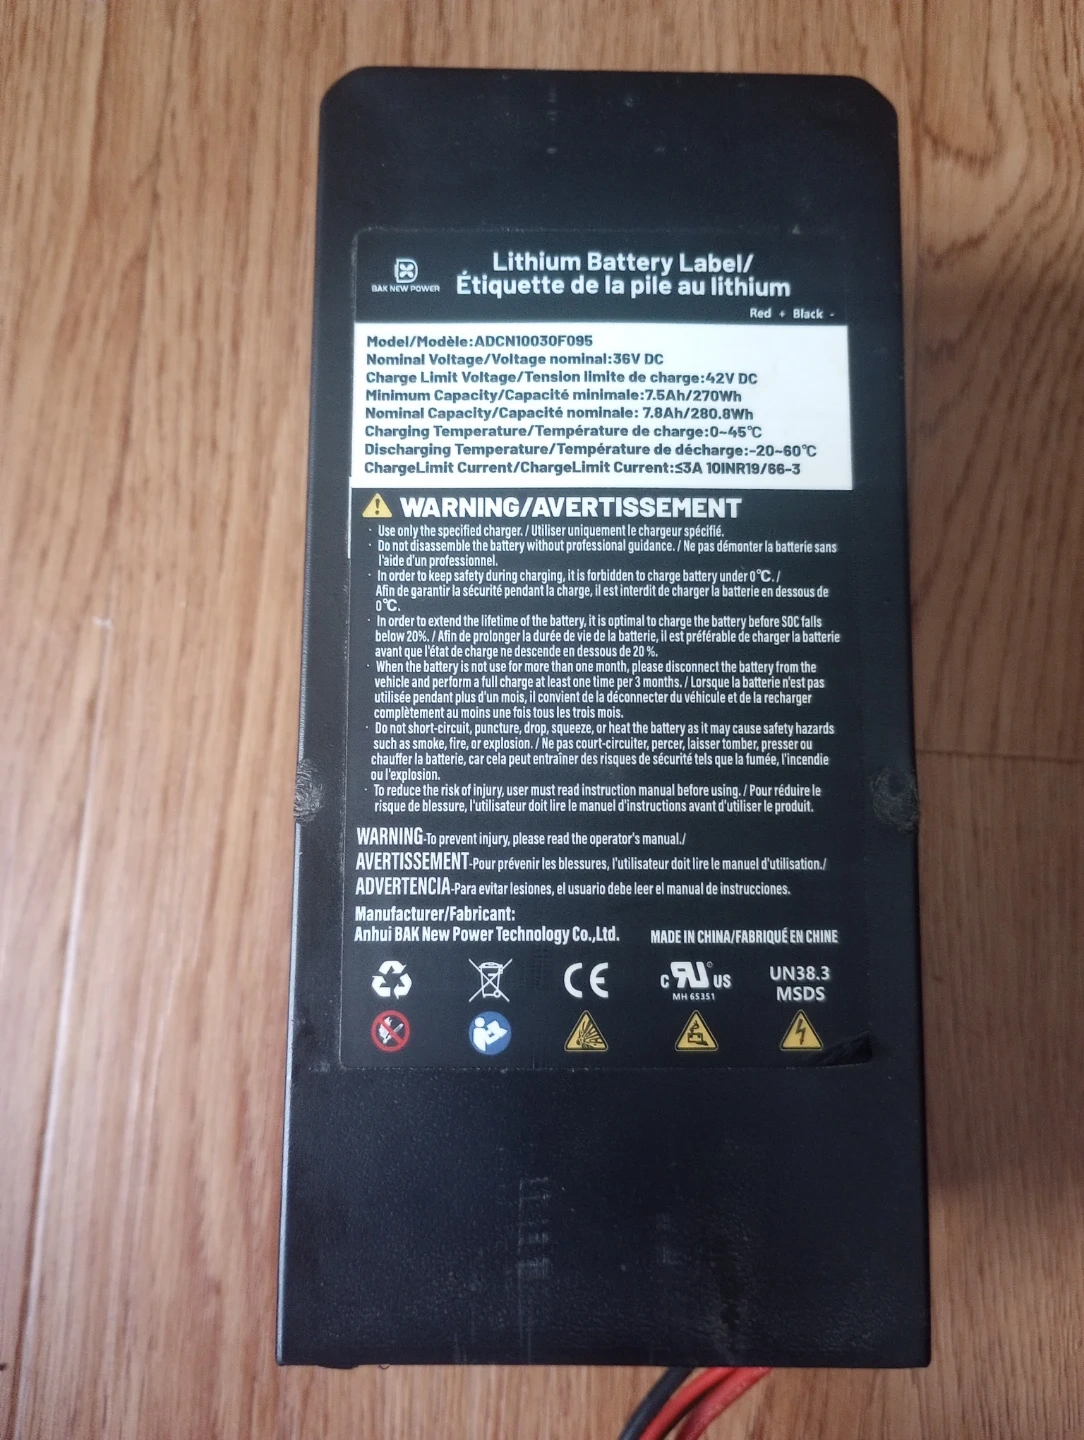 Lithium Battery Label/
BAK NEW POWER
Étiquette de la pile au lithium
Red + Black -
Model/Modèle:ADCN10030F095
Nominal Voltage/Voltage nominal:36V DC
Charge Limit Voltage/Tension limite de charge:42V DC
Minimum Capacity/Capacité minimale:7.5Ah/270Wh
Nominal Capacity/Capacité nominale: 7.8Ah/280.8Wh
Charging Temperature/Température de charge:0~45℃
Discharging Temperature/Température de décharge:-20~60℃
ChargeLimit Current/ChargeLimit Current:≤3A 10INR19/66-3
WARNING/AVERTISSEMENT
· Use only the specified charger. / Utiliser uniquement le chargeur spécifié.
· Do not disassemble the battery without professional guidance. / Ne pas démonter la batterie sans
l'aide d'un professionnel.
· In order to keep safety during charging, it is forbidden to charge battery under 0℃. /
Afin de garantir la sécurité pendant la charge, il est interdit de charger la batterie en dessous de
0℃.
· In order to extend the lifetime of the battery, it is optimal to charge the battery before SOC falls
below 20%. / Afin de prolonger la durée de vie de la batterie, il est préférable de charger la batterie
avant que l'état de charge ne descende en dessous de 20 %.
· When the battery is not use for more than one month, please disconnect the battery from the
vehicle and perform a full charge at least one time per 3 months. / Lorsque la batterie n'est pas
utilisée pendant plus d'un mois, il convient de la déconnecter du véhicule et de la recharger
complètement au moins une fois tous les trois mois.
· Do not short-circuit, puncture, drop, squeeze, or heat the battery as it may cause safety hazards
such as smoke, fire, or explosion. / Ne pas court-circuiter, percer, laisser tomber, presser ou
chauffer la batterie, car cela peut entraîner des risques de sécurité tels que la fumée, l'incendie
ou l'explosion.
· To reduce the risk of injury, user must read instruction manual before using. / Pour réduire le
risque de blessure, l'utilisateur doit lire le manuel d'instructions avant d'utiliser le produit.
WARNING-To prevent injury, please read the operator's manual./
AVERTISSEMENT-Pour prévenir les blessures, l'utilisateur doit lire le manuel d'utilisation./
ADVERTENCIA-Para evitar lesiones, el usuario debe leer el manual de instrucciones.
Manufacturer/Fabricant:
Anhui BAK New Power Technology Co.,Ltd. MADE IN CHINA/FABRIQUÉ EN CHINE
CE
c RU US
MH 65351
UN38.3
MSDS